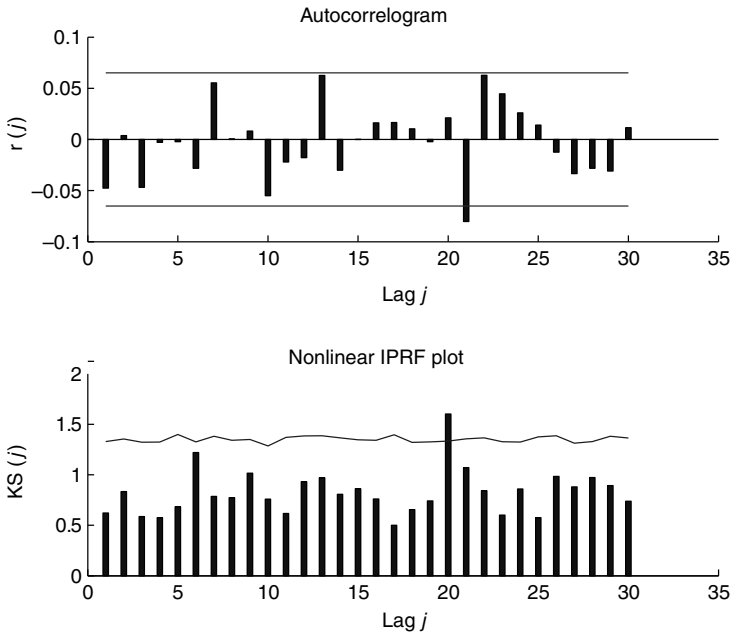 Autocorrelogram
0.1
0.05
0
−0.05
−0.1
r (j)
0 5 10 15 20 25 30 35
Lag j
Nonlinear IPRF plot
2
1.5
1
0.5
0
KS (j)
0 5 10 15 20 25 30 35
Lag j